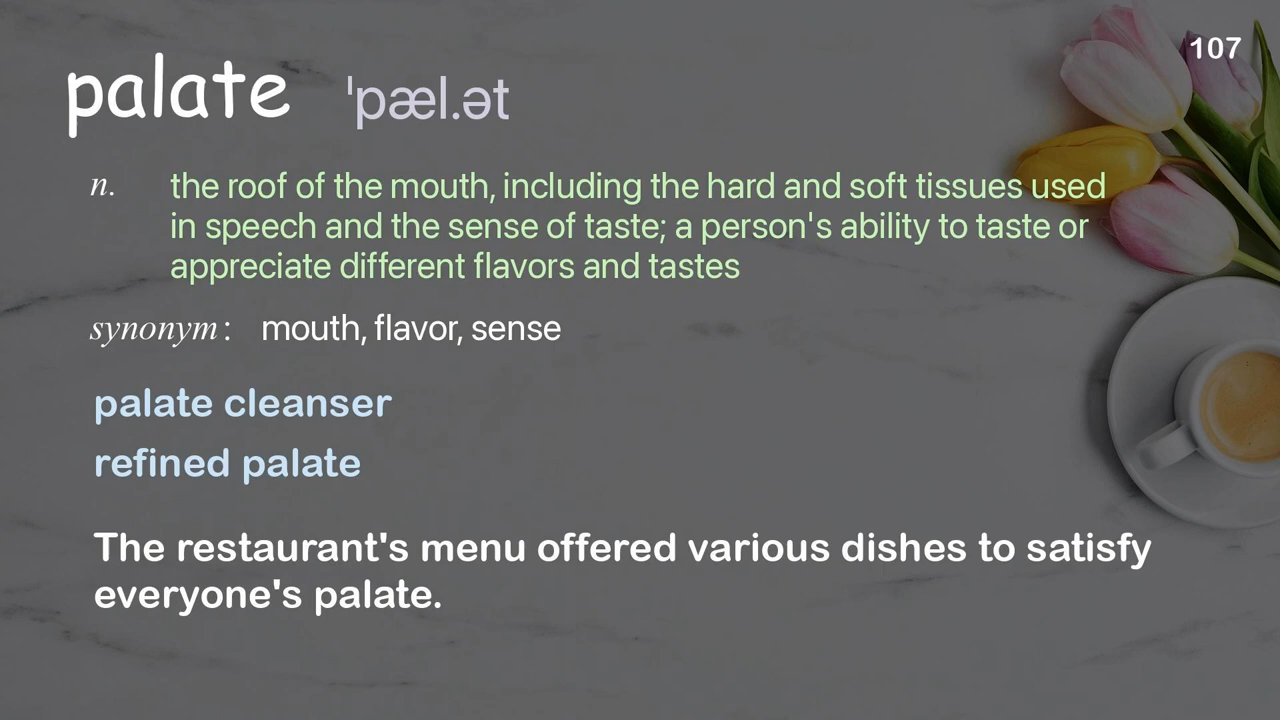 107
palate ˈpæl.ət
n. the roof of the mouth, including the hard and soft tissues used
in speech and the sense of taste; a person's ability to taste or
appreciate different flavors and tastes
synonym: mouth, flavor, sense
palate cleanser
refined palate
The restaurant's menu offered various dishes to satisfy
everyone's palate.